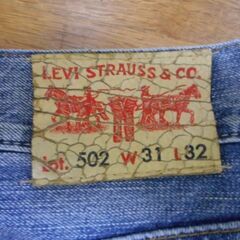 LEVI STRAUSS & CO.
Lot. 502 W 31 L 32